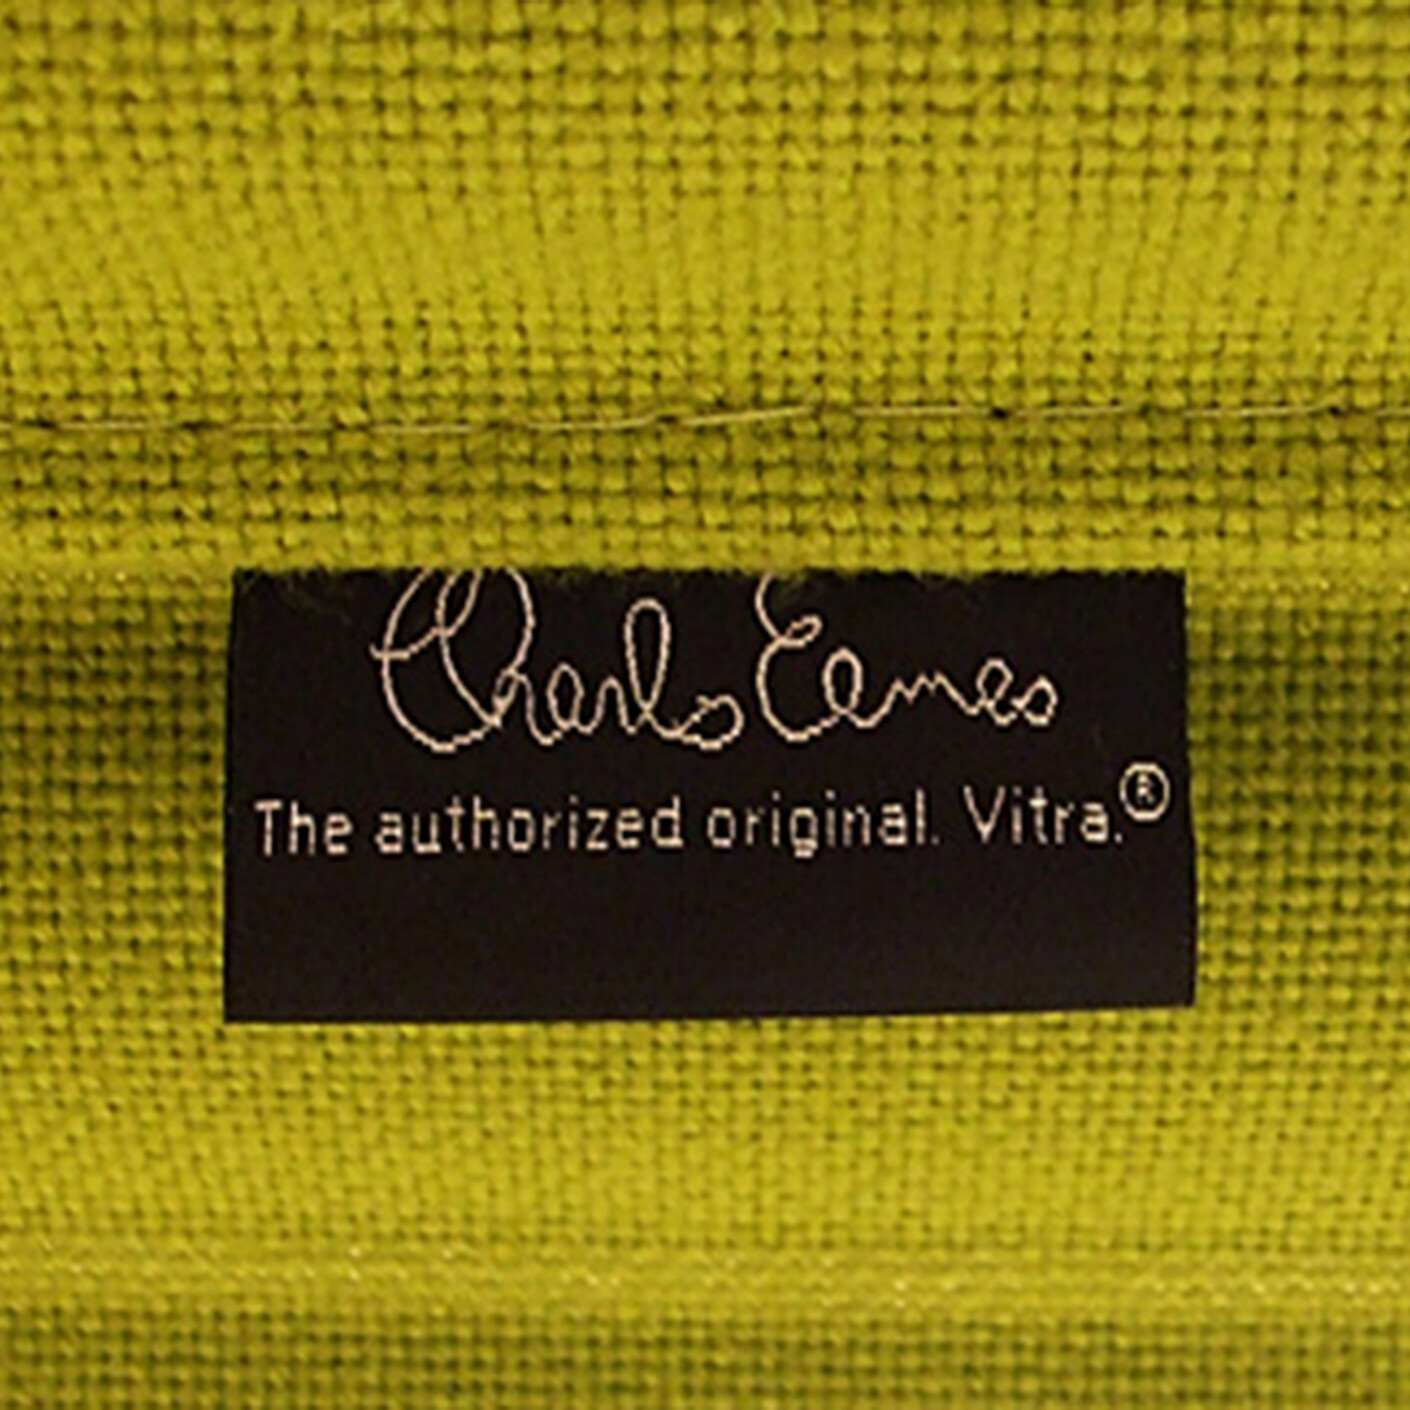 Charles Eames
The authorized original. Vitra.®